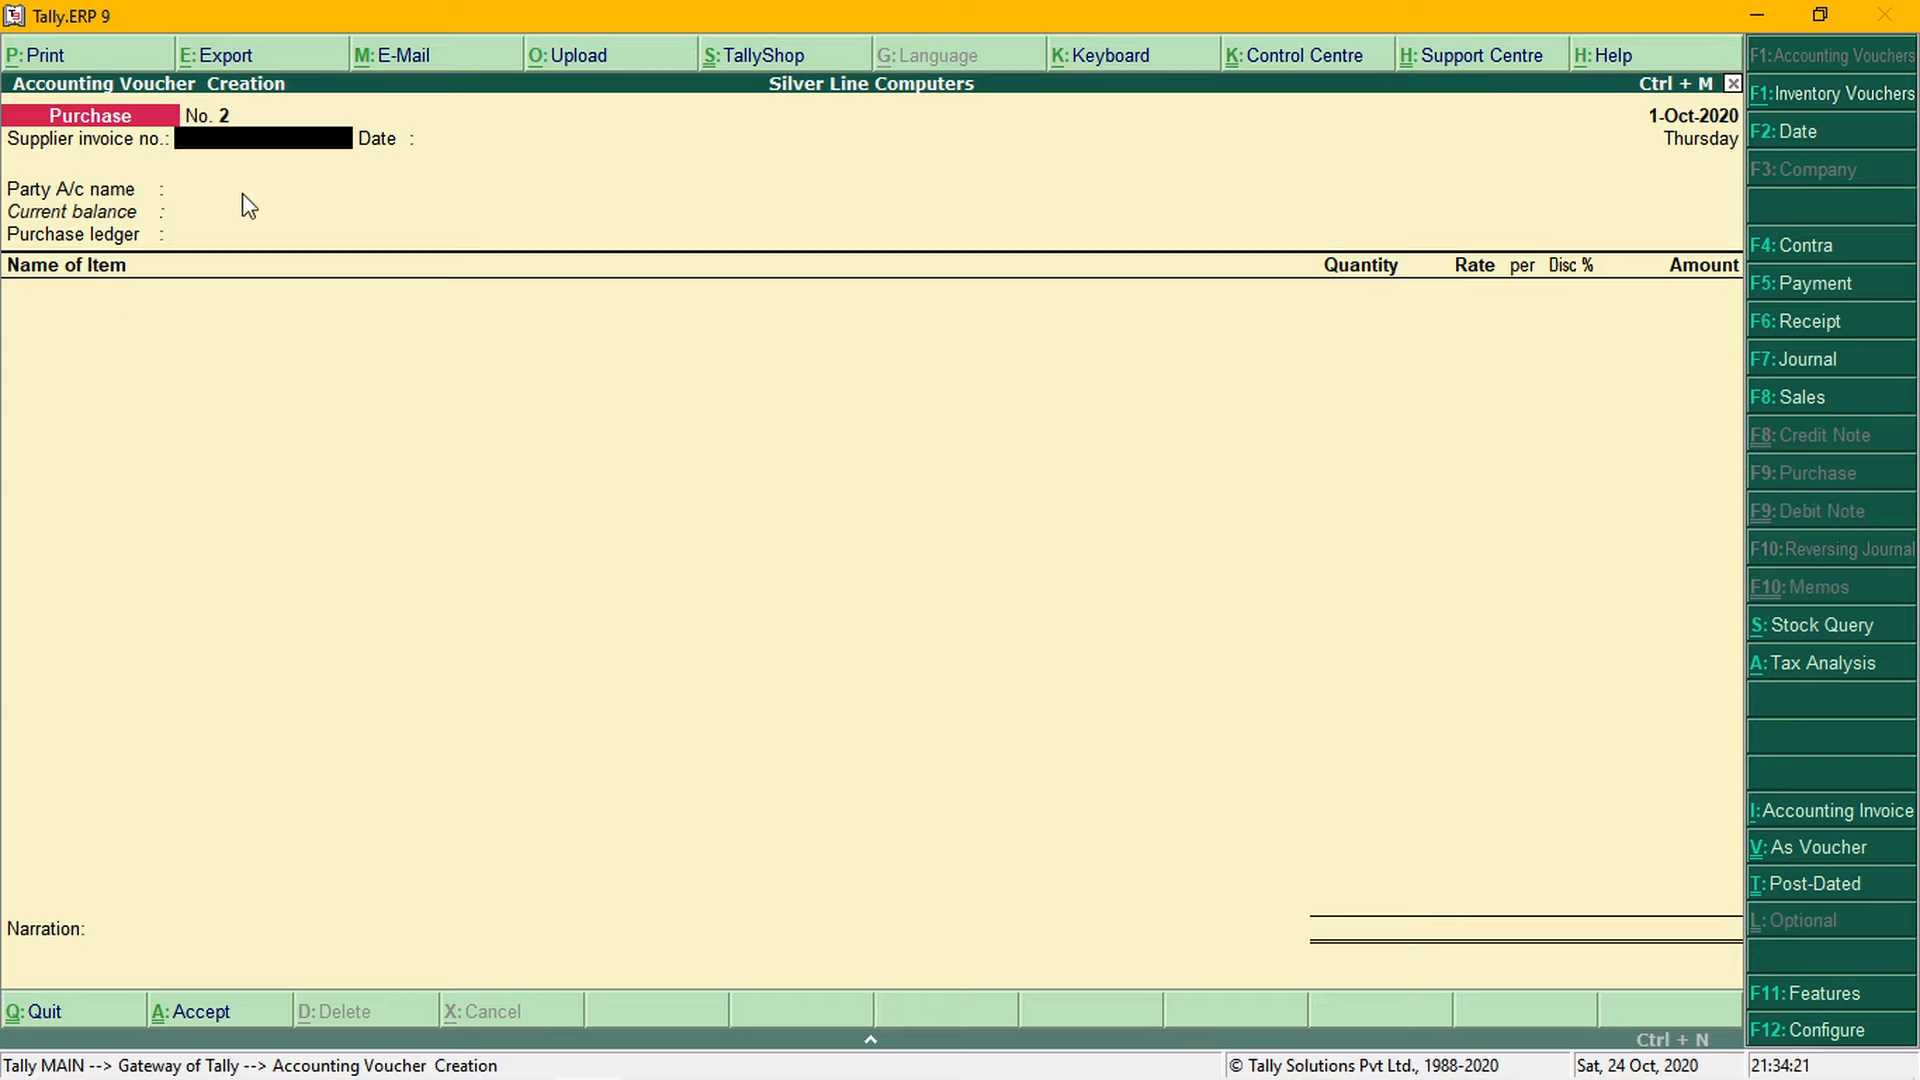 Tally.ERP 9
P: Print E: Export M: E-Mail O: Upload S: TallyShop G: Language K: Keyboard K: Control Centre H: Support Centre H: Help
Accounting Voucher Creation Silver Line Computers Ctrl + M
Purchase No. 2 1-Oct-2020
Supplier invoice no.: Date : Thursday
Party A/c name :
Current balance :
Purchase ledger :
Name of Item Quantity Rate per Disc % Amount
Narration:
Q: Quit A: Accept D: Delete X: Cancel
F1: Accounting Vouchers
F1: Inventory Vouchers
F2: Date
F3: Company
F4: Contra
F5: Payment
F6: Receipt
F7: Journal
F8: Sales
F8: Credit Note
F9: Purchase
F9: Debit Note
F10: Reversing Journal
F10: Memos
S: Stock Query
A: Tax Analysis
I: Accounting Invoice
V: As Voucher
T: Post-Dated
L: Optional
F11: Features
F12: Configure
Ctrl + N
Tally MAIN --> Gateway of Tally --> Accounting Voucher Creation © Tally Solutions Pvt Ltd., 1988-2020 Sat, 24 Oct, 2020 21:34:21